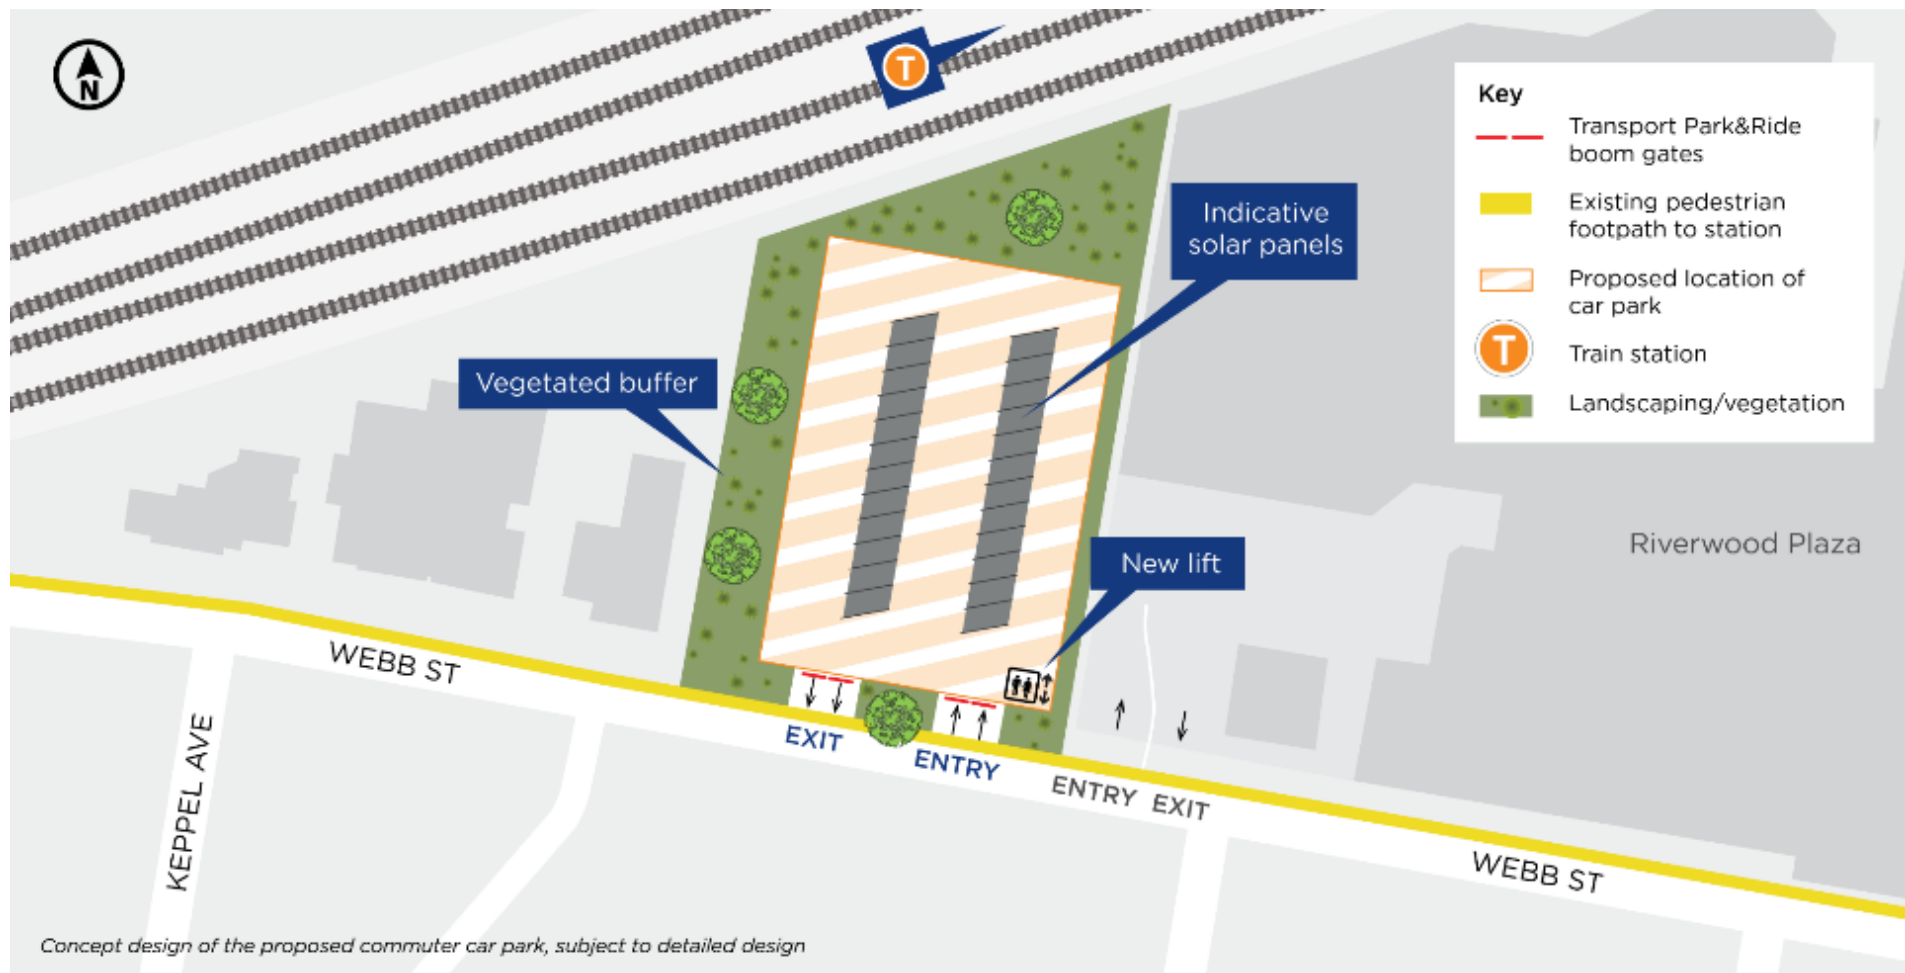 N
T
Key
Transport Park&Ride
boom gates
Existing pedestrian
footpath to station
Proposed location of
car park
T
Train station
Landscaping/vegetation
Indicative
solar panels
Vegetated buffer
New lift
Riverwood Plaza
WEBB ST
KEPPEL AVE
EXIT
ENTRY
ENTRY EXIT
WEBB ST
Concept design of the proposed commuter car park, subject to detailed design